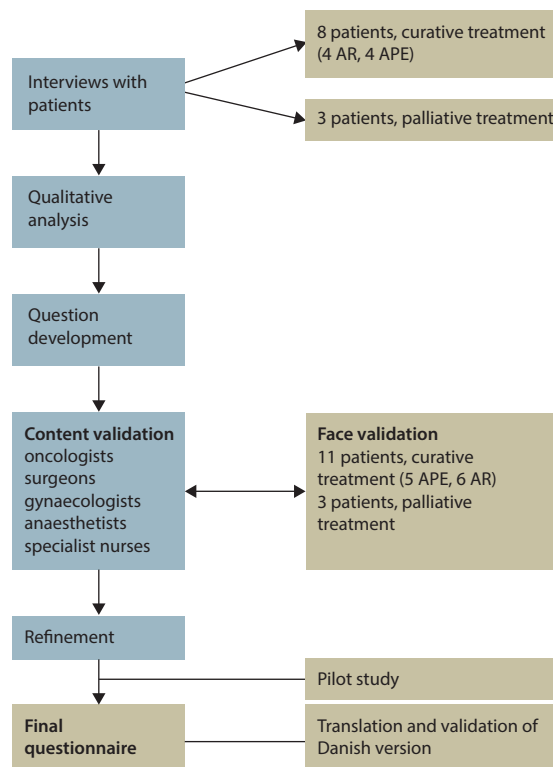 8 patients, curative treatment
(4 AR, 4 APE)
Interviews with
patients
3 patients, palliative treatment
Qualitative
analysis
Question
development
Content validation
oncologists
surgeons
gynaecologists
anaesthetists
specialist nurses
Face validation
11 patients, curative
treatment (5 APE, 6 AR)
3 patients, palliative
treatment
Refinement
Pilot study
Final
questionnaire
Translation and validation of
Danish version